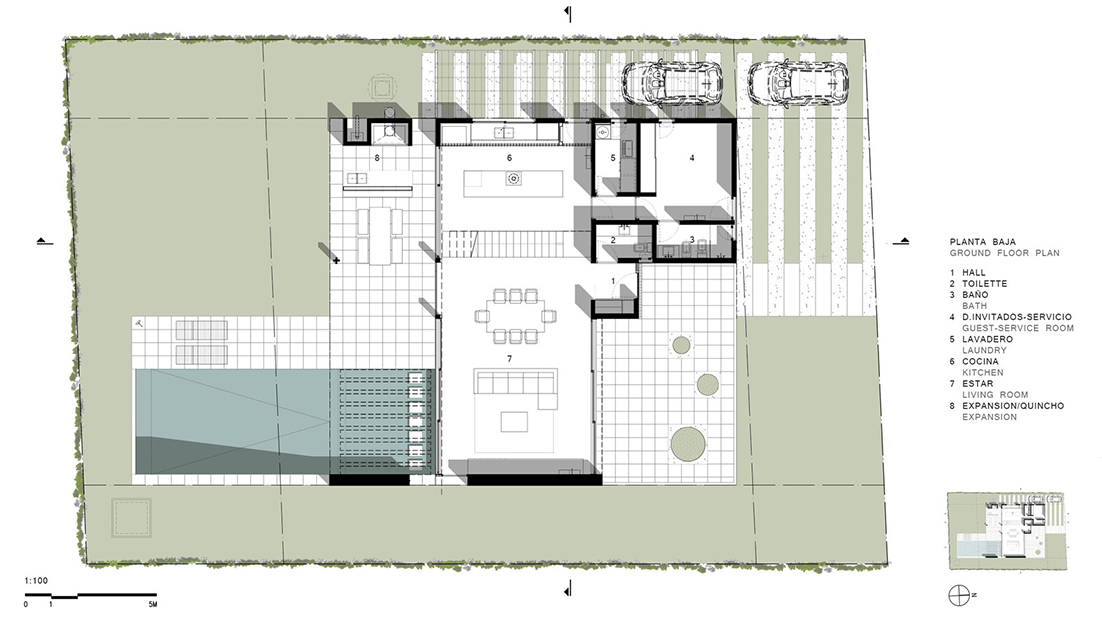 8
6
5
4
2
3
1
7
PLANTA BAJA
GROUND FLOOR PLAN
1 HALL
2 TOILETTE
3 BAÑO
BATH
4 D.INVITADOS-SERVICIO
GUEST-SERVICE ROOM
5 LAVADERO
LAUNDRY
6 COCINA
KITCHEN
7 ESTAR
LIVING ROOM
8 EXPANSION/QUINCHO
EXPANSION
1:100
0 1 5M
N